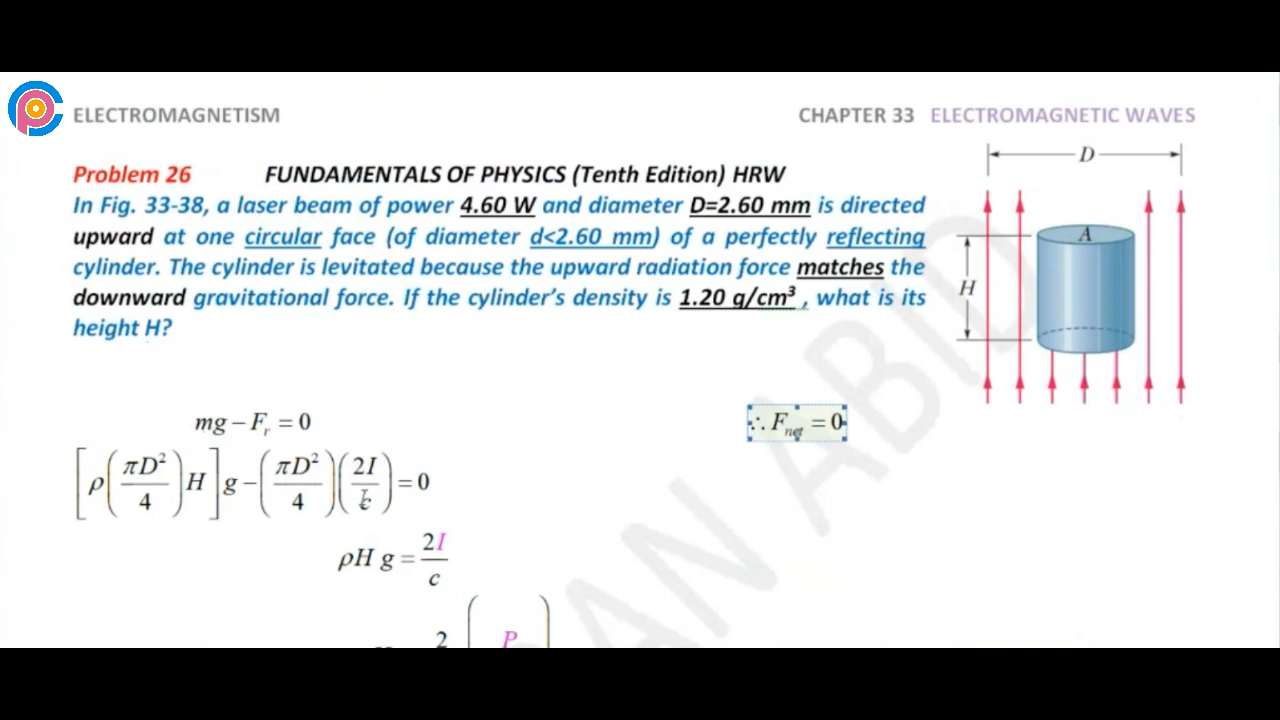 ELECTROMAGNETISM
CHAPTER 33 ELECTROMAGNETIC WAVES
Problem 26 FUNDAMENTALS OF PHYSICS (Tenth Edition) HRW
In Fig. 33-38, a laser beam of power 4.60 W and diameter D=2.60 mm is directed
upward at one circular face (of diameter d<2.60 mm) of a perfectly reflecting
cylinder. The cylinder is levitated because the upward radiation force matches the
downward gravitational force. If the cylinder's density is 1.20 g/cm³ , what is its
height H?
D
A
H
mg − F_r = 0
∴ F_net = 0
[ρ(πD²/4)H]g − (πD²/4)(2I/c) = 0
ρH g = 2I/c
2 ( P )
AN ABID